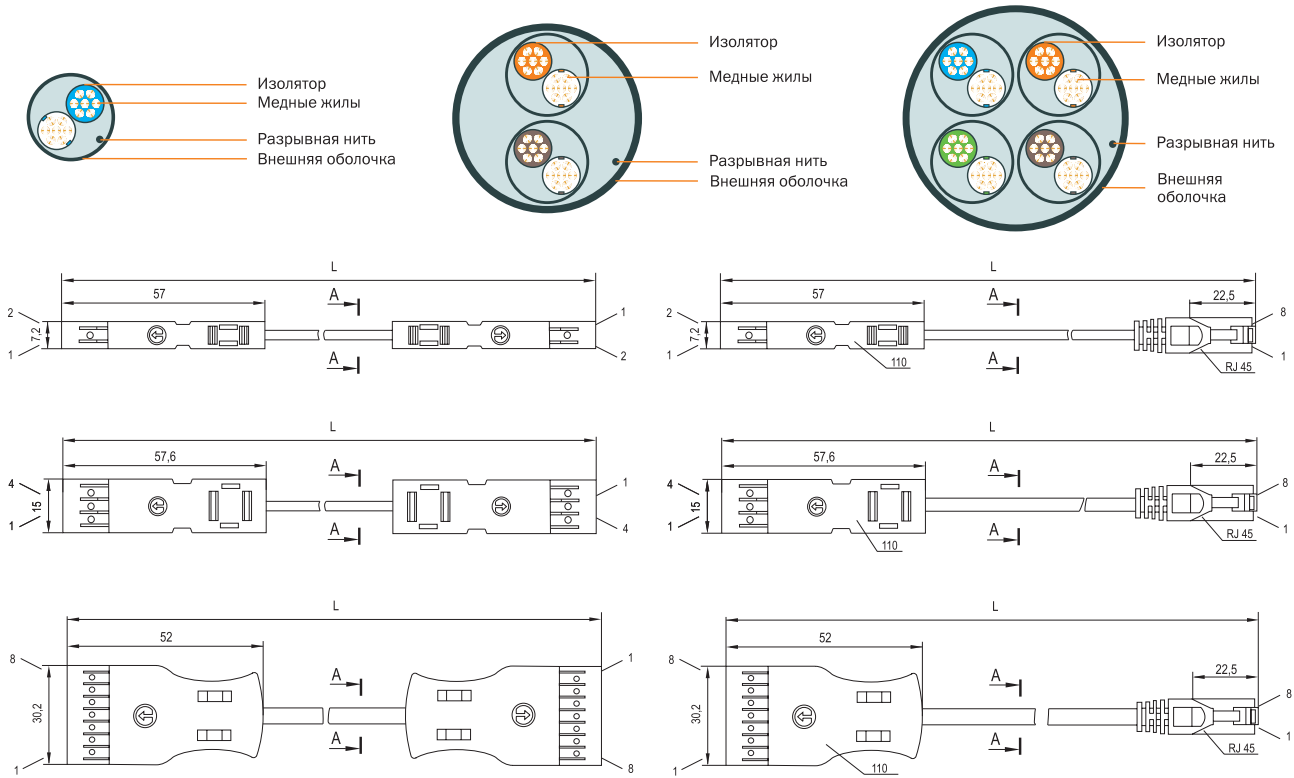 Изолятор
Медные жилы
Разрывная нить
Внешняя оболочка
Изолятор
Медные жилы
Разрывная нить
Внешняя оболочка
Изолятор
Медные жилы
Разрывная нить
Внешняя
оболочка
L
57
A
2
7,2
1
1
2
A
L
57
A
22,5
2
7,2
1
8
1
110
RJ 45
A
L
57,6
A
4
15
1
1
4
A
L
57,6
A
22,5
4
15
1
8
1
110
RJ 45
A
L
52
A
8
30,2
1
1
8
A
L
52
A
22,5
8
30,2
1
8
1
110
RJ 45
A